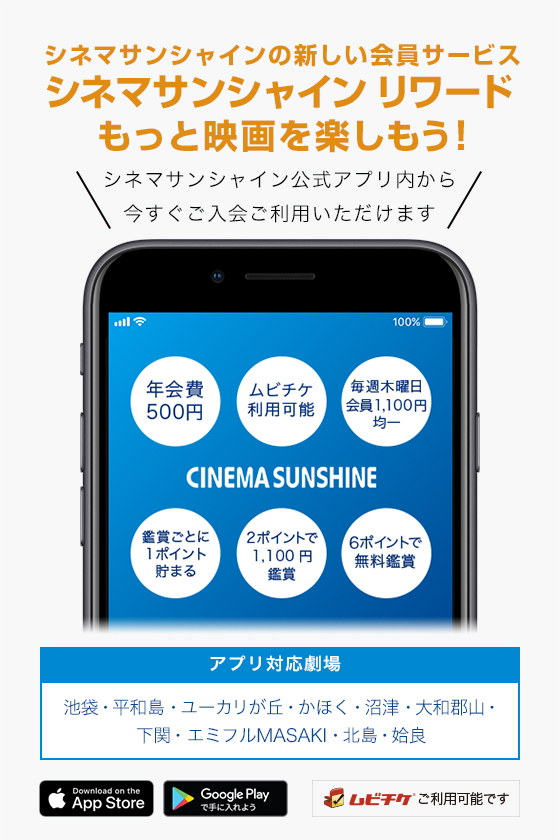 シネマサンシャインの新しい会員サービス
シネマサンシャイン リワード
もっと映画を楽しもう!
シネマサンシャイン公式アプリ内から
今すぐご入会ご利用いただけます
100%
年会費
500円
ムビチケ
利用可能
毎週木曜日
会員1,100円
均一
CINEMA SUNSHINE
鑑賞ごとに
1ポイント
貯まる
2ポイントで
1,100 円
鑑賞
6ポイントで
無料鑑賞
アプリ対応劇場
池袋・平和島・ユーカリが丘・かほく・沼津・大和郡山・
下関・エミフルMASAKI・北島・姶良
Download on the
App Store
Google Play
で手に入れよう
ムビチケ® ご利用可能です